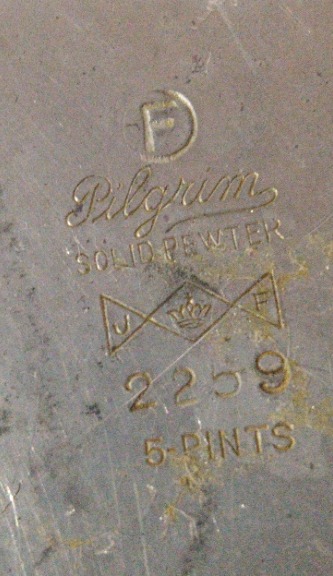 F
Pilgrim
SOLID PEWTER
J F
2259
5-PINTS